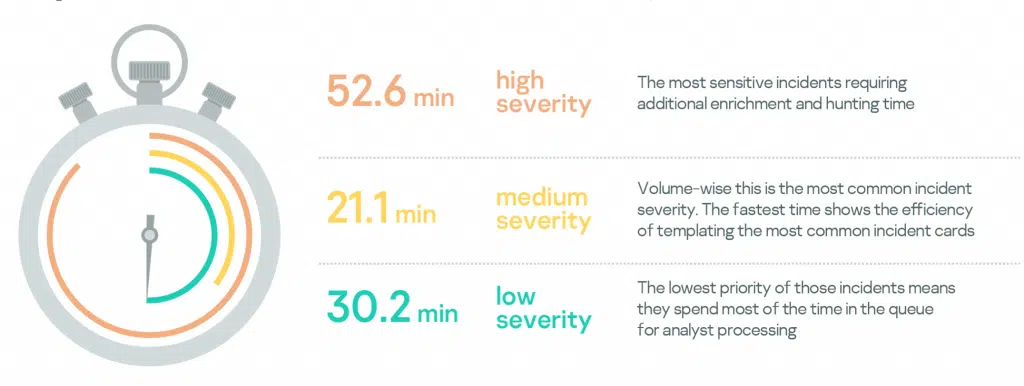 52.6 min
high
severity
The most sensitive incidents requiring
additional enrichment and hunting time
21.1 min
medium
severity
Volume-wise this is the most common incident
severity. The fastest time shows the efficiency
of templating the most common incident cards
30.2 min
low
severity
The lowest priority of those incidents means
they spend most of the time in the queue
for analyst processing